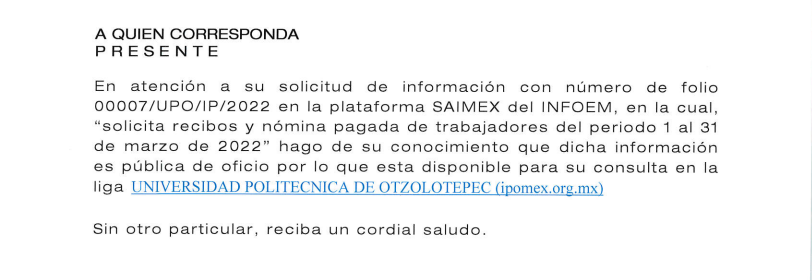 A QUIEN CORRESPONDA
P R E S E N T E
En atención a su solicitud de información con número de folio
00007/UPO/IP/2022 en la plataforma SAIMEX del INFOEM, en la cual,
“solicita recibos y nómina pagada de trabajadores del periodo 1 al 31
de marzo de 2022” hago de su conocimiento que dicha información
es pública de oficio por lo que esta disponible para su consulta en la
liga UNIVERSIDAD POLITECNICA DE OTZOLOTEPEC (ipomex.org.mx)
Sin otro particular, reciba un cordial saludo.